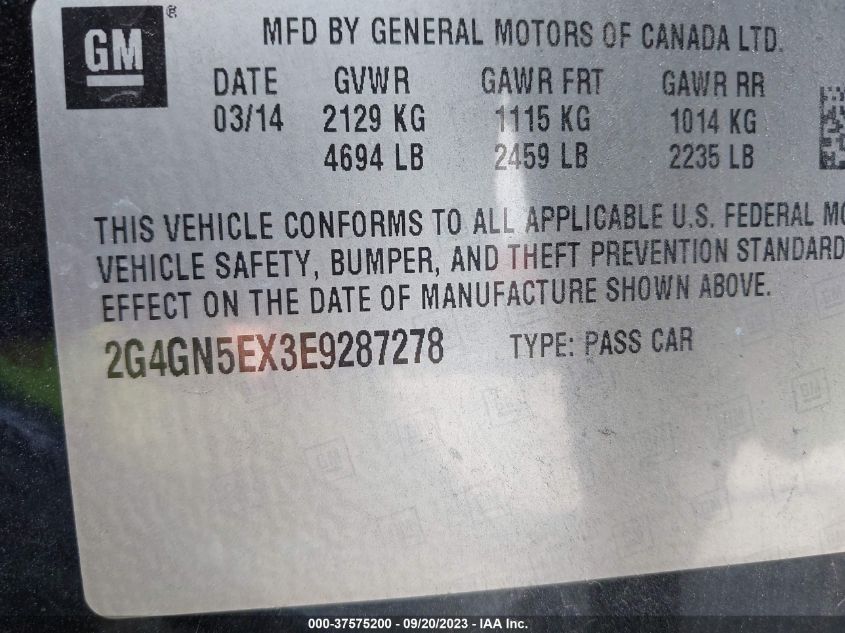 GM ®
MFD BY GENERAL MOTORS OF CANADA LTD.
DATE GVWR GAWR FRT GAWR RR
03/14 2129 KG 1115 KG 1014 KG
4694 LB 2459 LB 2235 LB
THIS VEHICLE CONFORMS TO ALL APPLICABLE U.S. FEDERAL MO
VEHICLE SAFETY, BUMPER, AND THEFT PREVENTION STANDARD
EFFECT ON THE DATE OF MANUFACTURE SHOWN ABOVE.
2G4GN5EX3E9287278 TYPE: PASS CAR
000-37575200 - 09/20/2023 - IAA Inc.